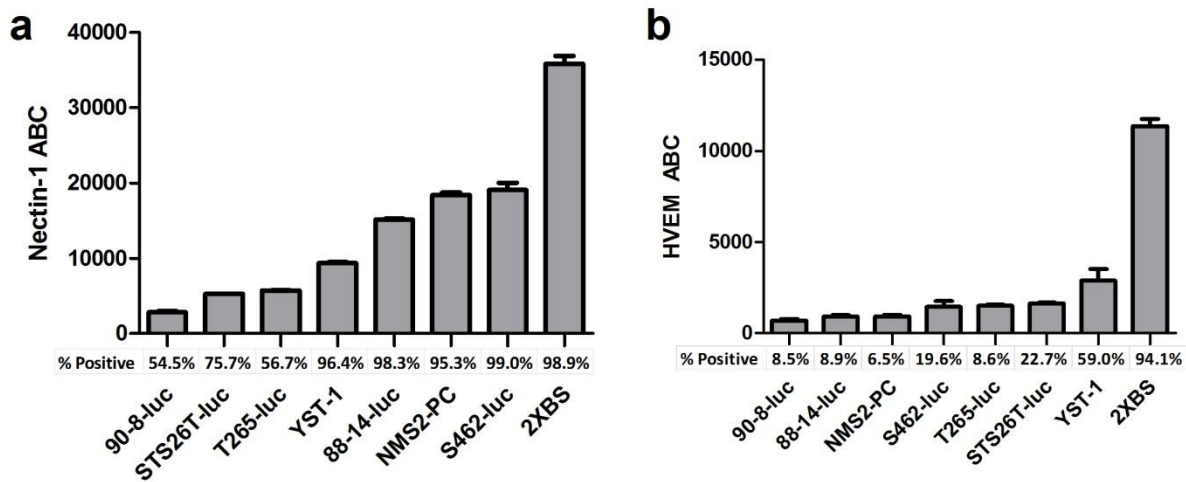 a
Nectin-1 ABC
40000
30000
20000
10000
0
% Positive 54.5% 75.7% 56.7% 96.4% 98.3% 95.3% 99.0% 98.9%
90-8-luc
STS26T-luc
T265-luc
YST-1
88-14-luc
NMS2-PC
S462-luc
2XBS
b
HVEM ABC
15000
10000
5000
0
% Positive 8.5% 8.9% 6.5% 19.6% 8.6% 22.7% 59.0% 94.1%
90-8-luc
88-14-luc
NMS2-PC
S462-luc
T265-luc
STS26T-luc
YST-1
2XBS